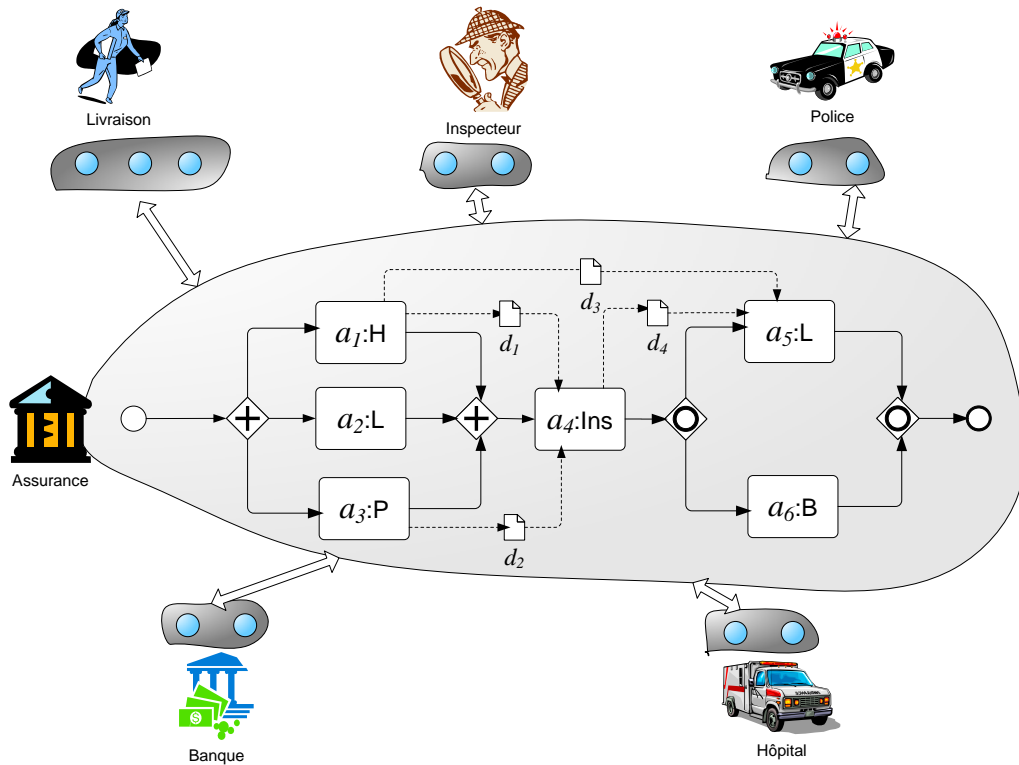 Livraison
Inspecteur
Police
d3
a1:H
d1
d4
a5:L
a2:L
a4:Ins
Assurance
a3:P
a6:B
d2
$
Banque
Hôpital